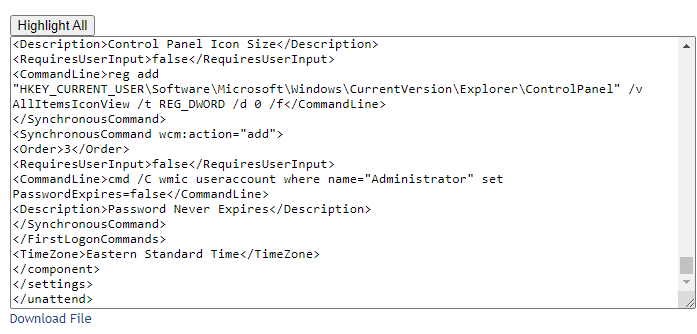 Highlight All
<Description>Control Panel Icon Size</Description>
<RequiresUserInput>false</RequiresUserInput>
<CommandLine>reg add
"HKEY_CURRENT_USER\Software\Microsoft\Windows\CurrentVersion\Explorer\ControlPanel" /v
AllItemsIconView /t REG_DWORD /d 0 /f</CommandLine>
</SynchronousCommand>
<SynchronousCommand wcm:action="add">
<Order>3</Order>
<RequiresUserInput>false</RequiresUserInput>
<CommandLine>cmd /C wmic useraccount where name="Administrator" set
PasswordExpires=false</CommandLine>
<Description>Password Never Expires</Description>
</SynchronousCommand>
</FirstLogonCommands>
<TimeZone>Eastern Standard Time</TimeZone>
</component>
</settings>
</unattend>
Download File